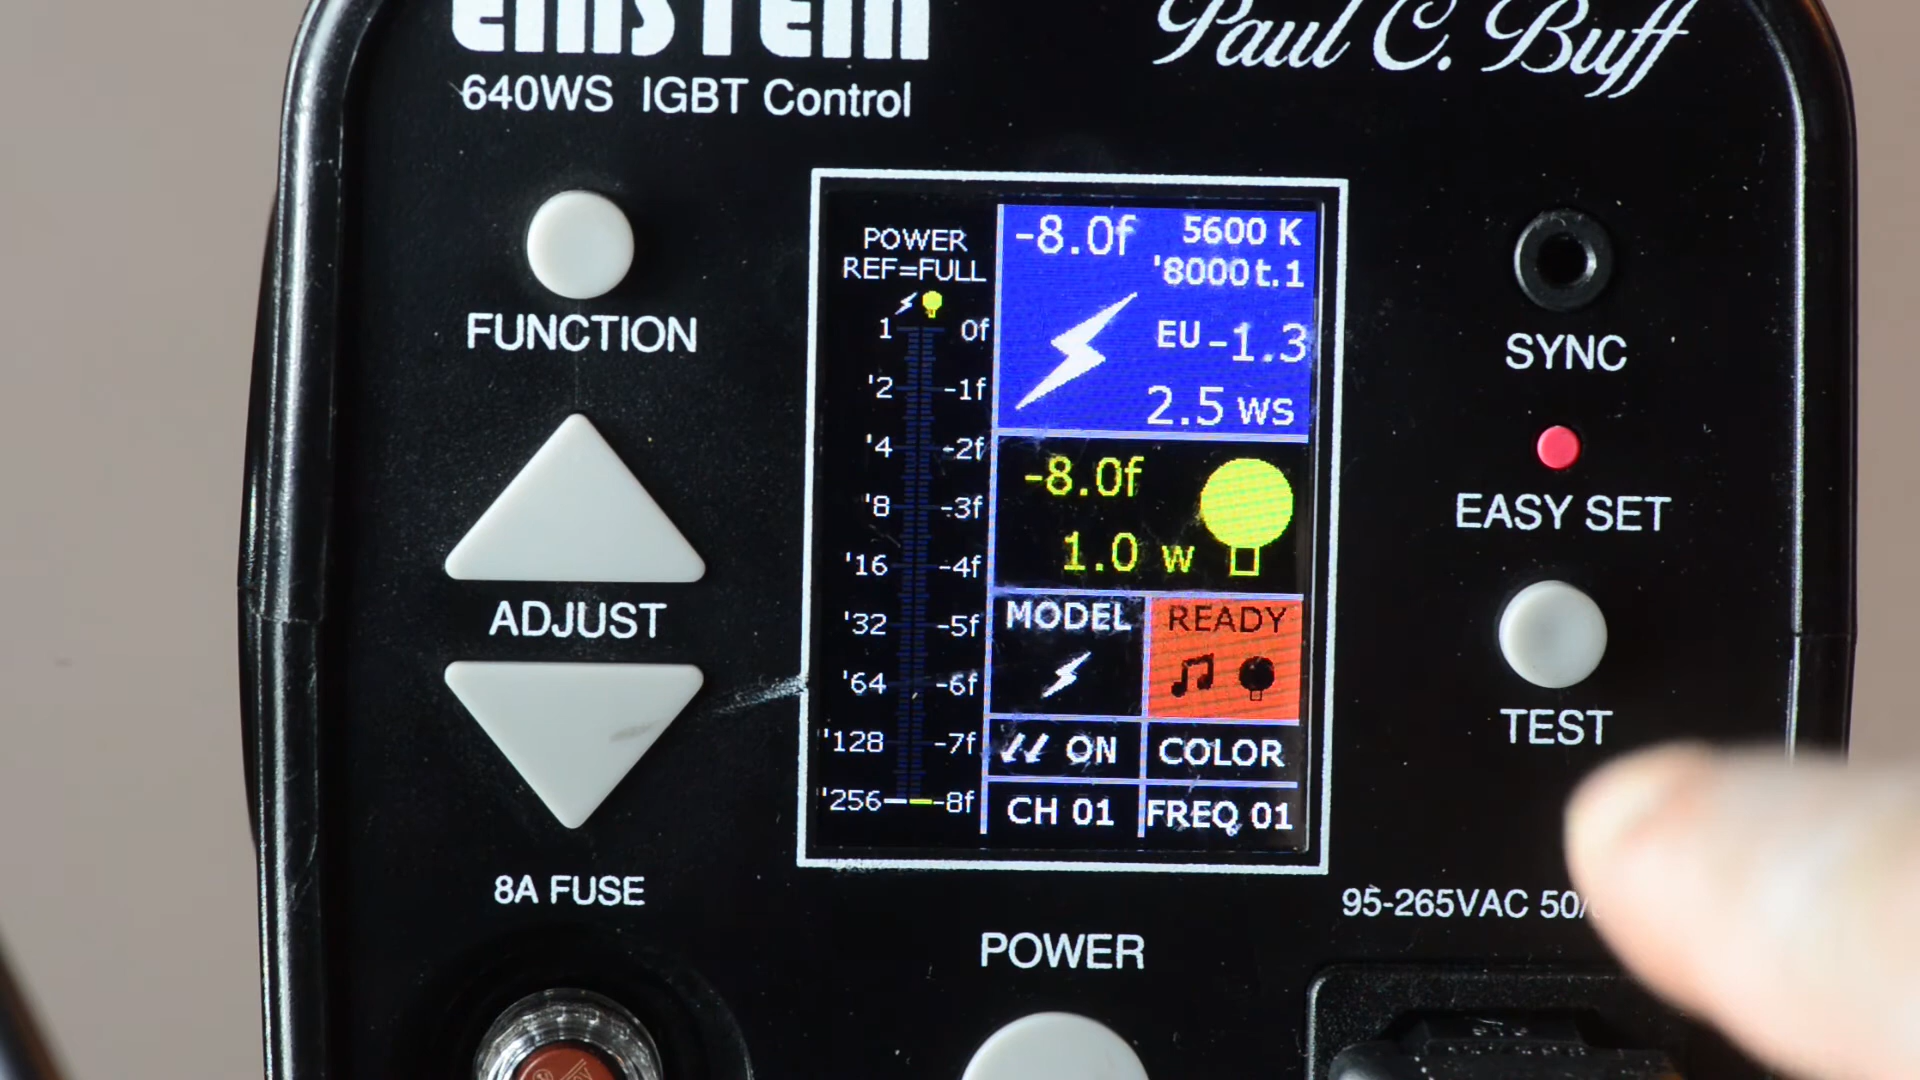 EINSTEIN
Paul C. Buff
640WS IGBT Control
FUNCTION
ADJUST
8A FUSE
POWER
REF=FULL
1 0f
'2 -1f
'4 -2f
'8 -3f
'16 -4f
'32 -5f
'64 -6f
'128 -7f
'256 -8f
-8.0f 5600 K
'8000 t.1
EU -1.3
2.5 WS
-8.0f
1.0 W
MODEL
READY
ON
COLOR
CH 01
FREQ 01
SYNC
EASY SET
TEST
95-265VAC 50/
POWER